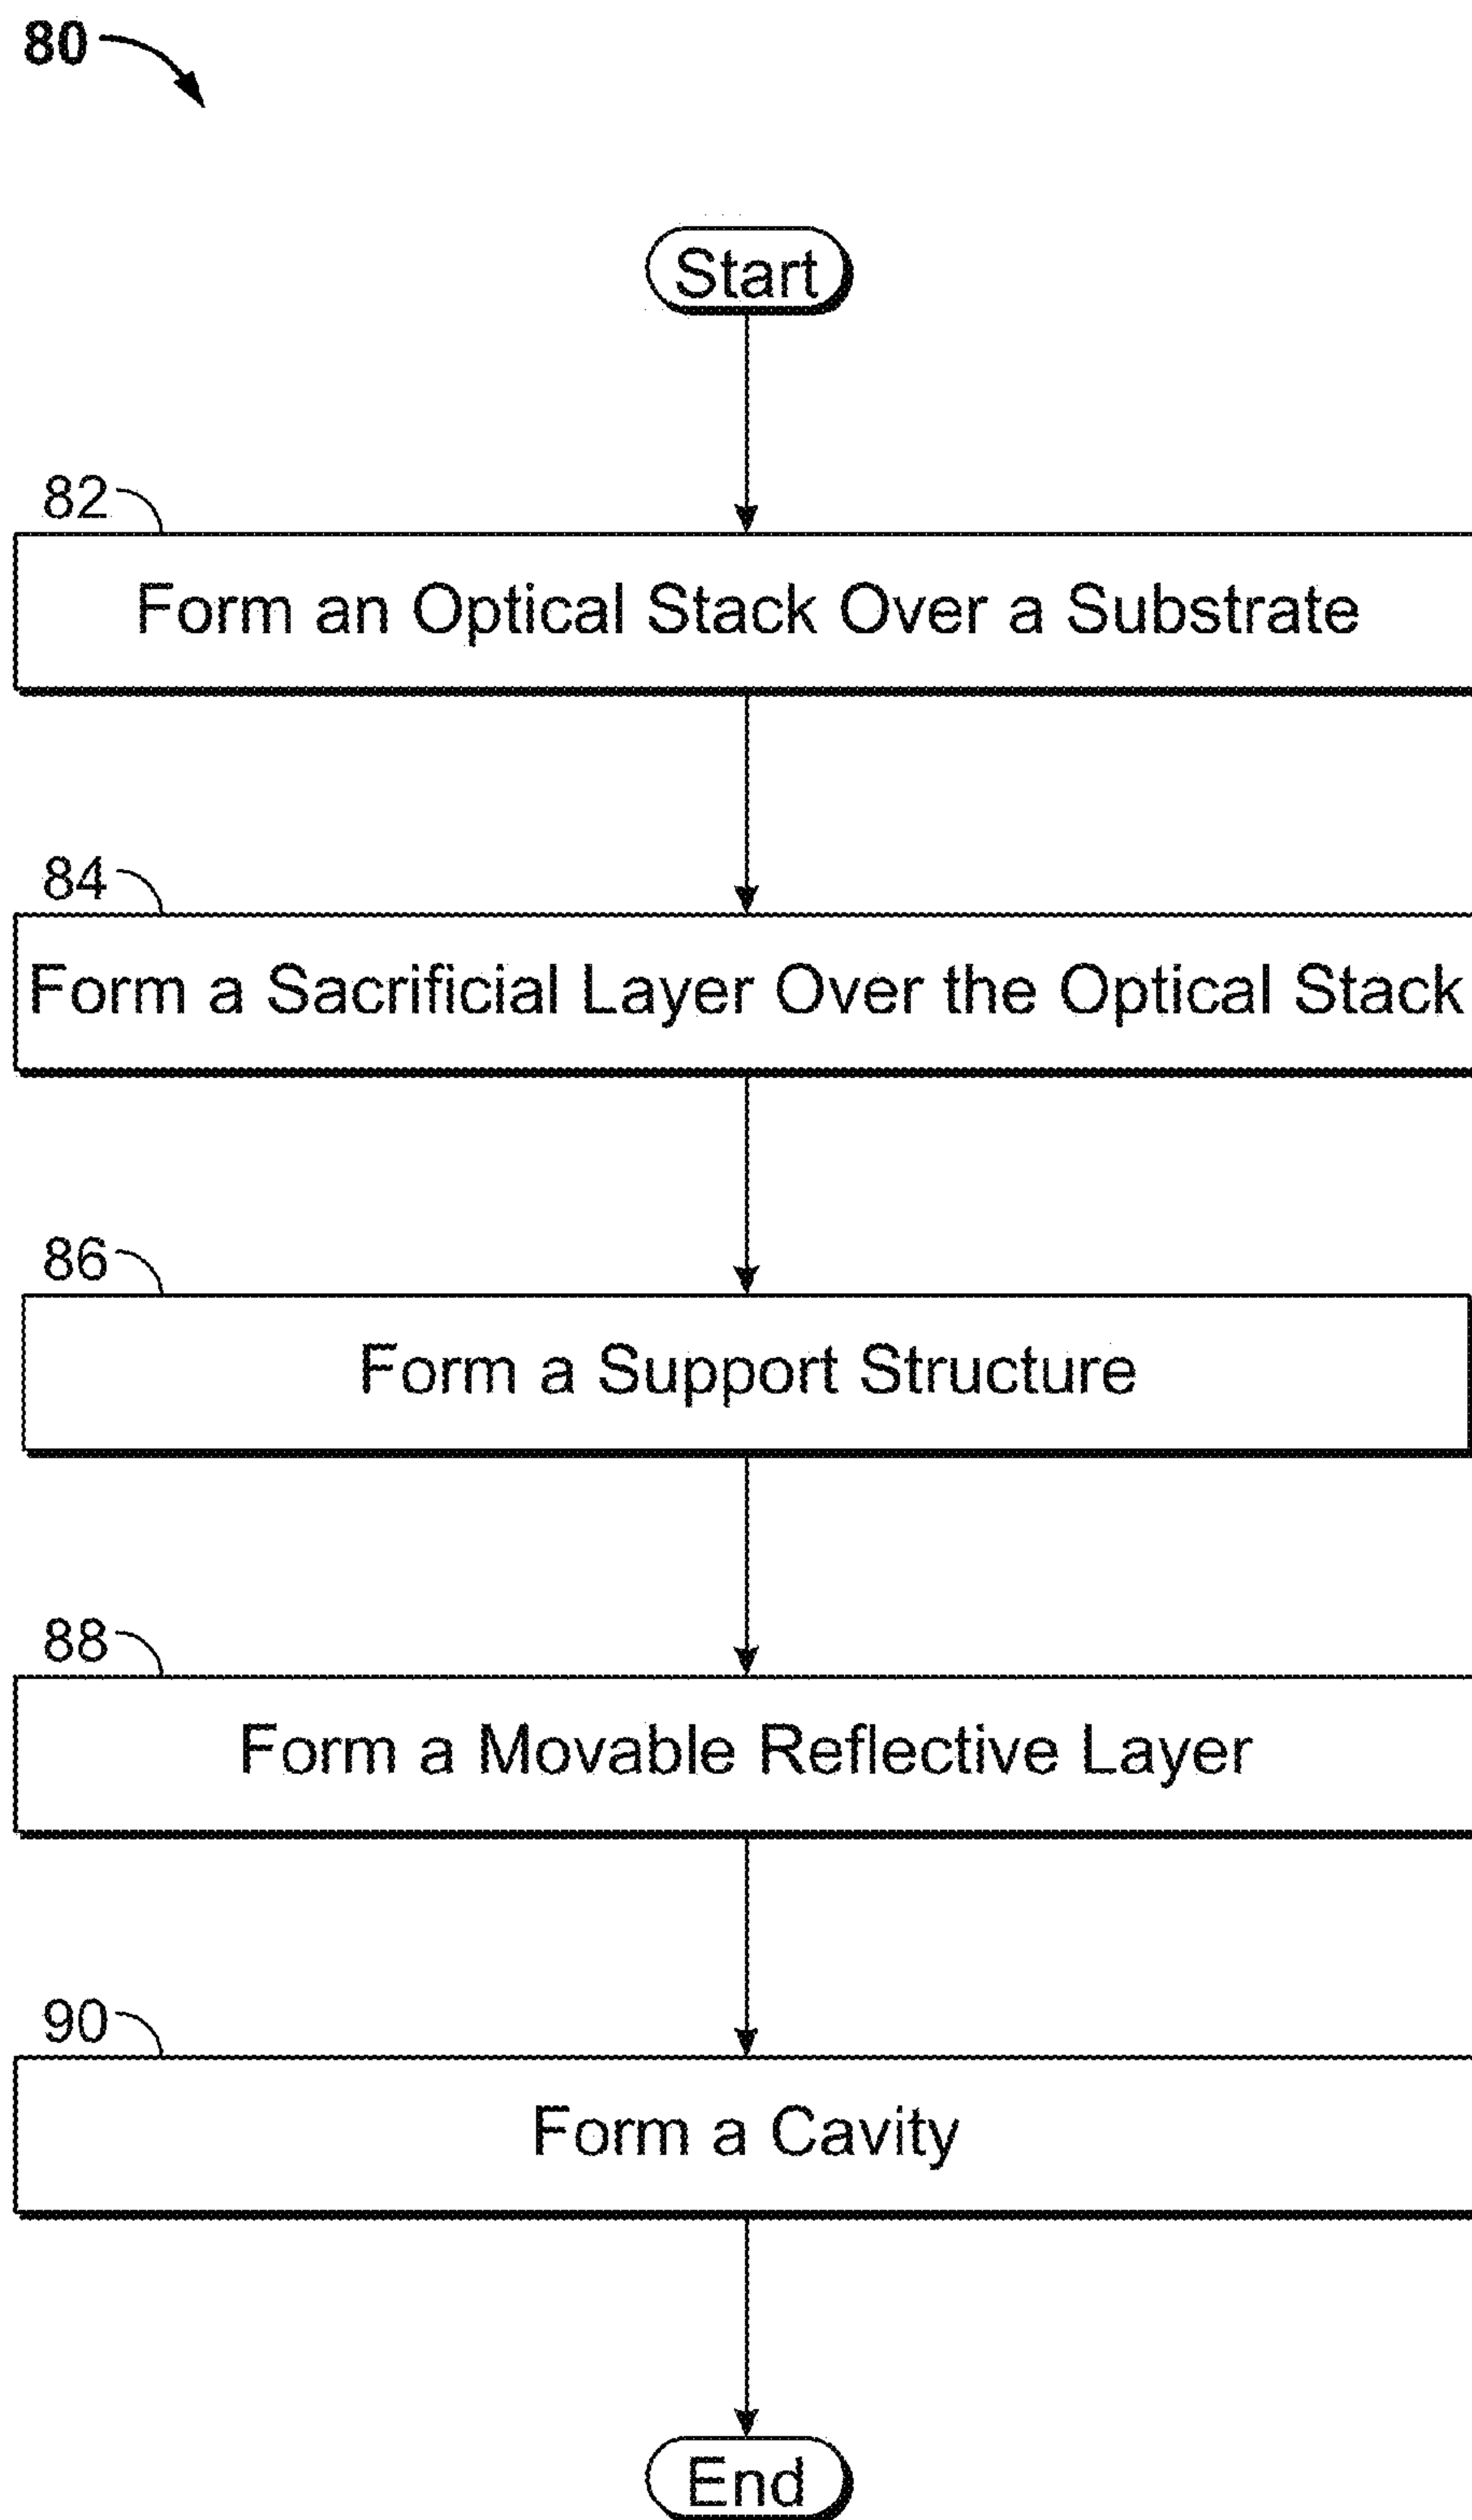 80
Start
82
Form an Optical Stack Over a Substrate
84
Form a Sacrificial Layer Over the Optical Stack
86
Form a Support Structure
88
Form a Movable Reflective Layer
90
Form a Cavity
End